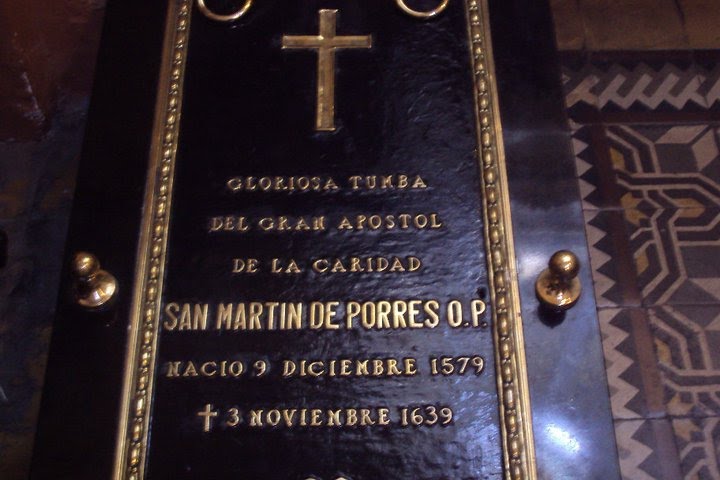 GLORIOSA TUMBA
DEL GRAN APOSTOL
DE LA CARIDAD
SAN MARTIN DE PORRES O.P.
NACIO 9 DICIEMBRE 1579
✝ 3 NOVIEMBRE 1639